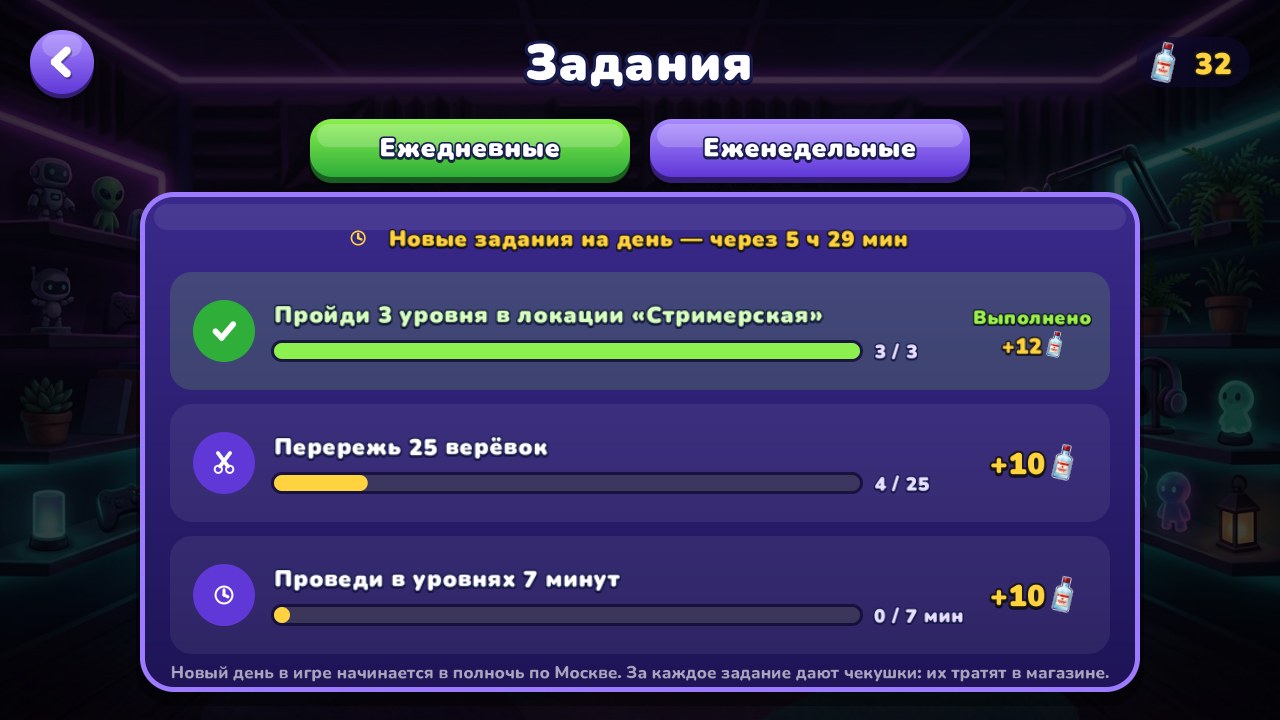 Задания
32
Ежедневные
Еженедельные
Новые задания на день — через 5 ч 29 мин
Пройди 3 уровня в локации «Стримерская»
3 / 3
Выполнено
+12
Перережь 25 верёвок
4 / 25
+10
Проведи в уровнях 7 минут
0 / 7 мин
+10
Новый день в игре начинается в полночь по Москве. За каждое задание дают чекушки: их тратят в магазине.